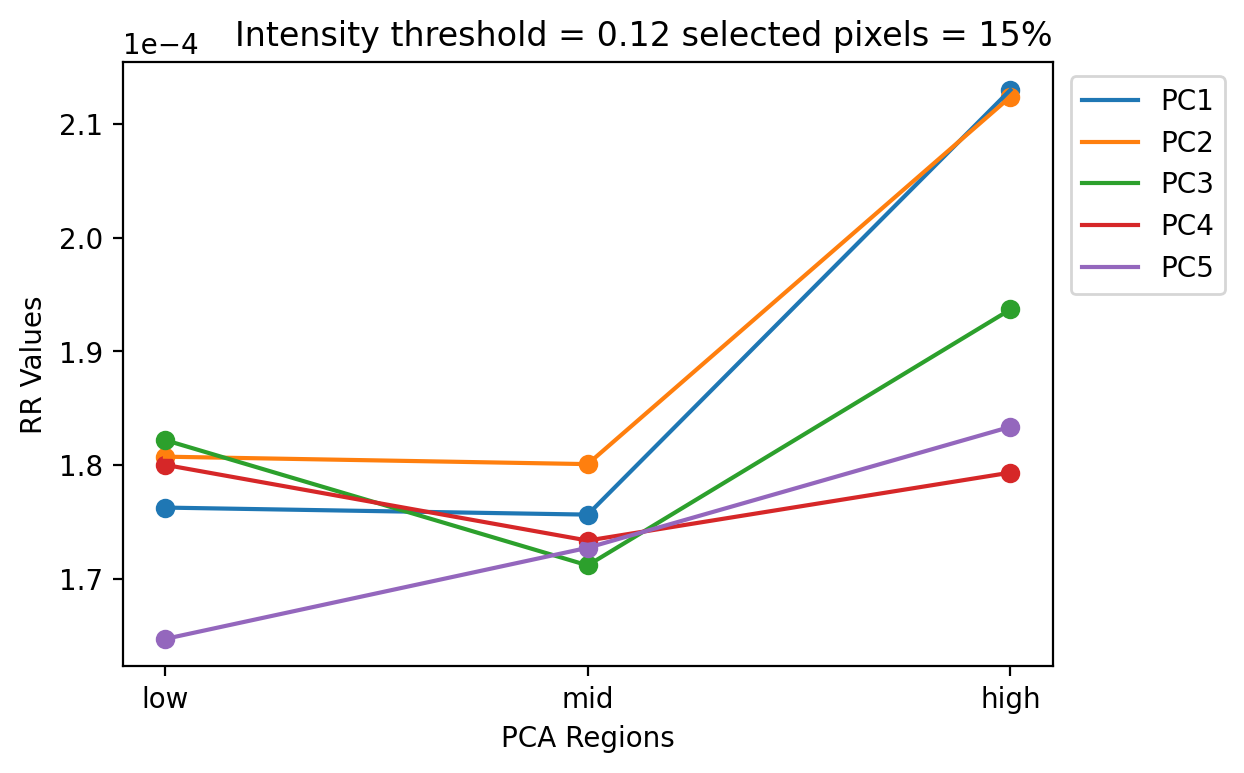 Intensity threshold = 0.12 selected pixels = 15%
1e−4
2.1
2.0
1.9
1.8
1.7
RR Values
low
mid
high
PCA Regions
PC1
PC2
PC3
PC4
PC5